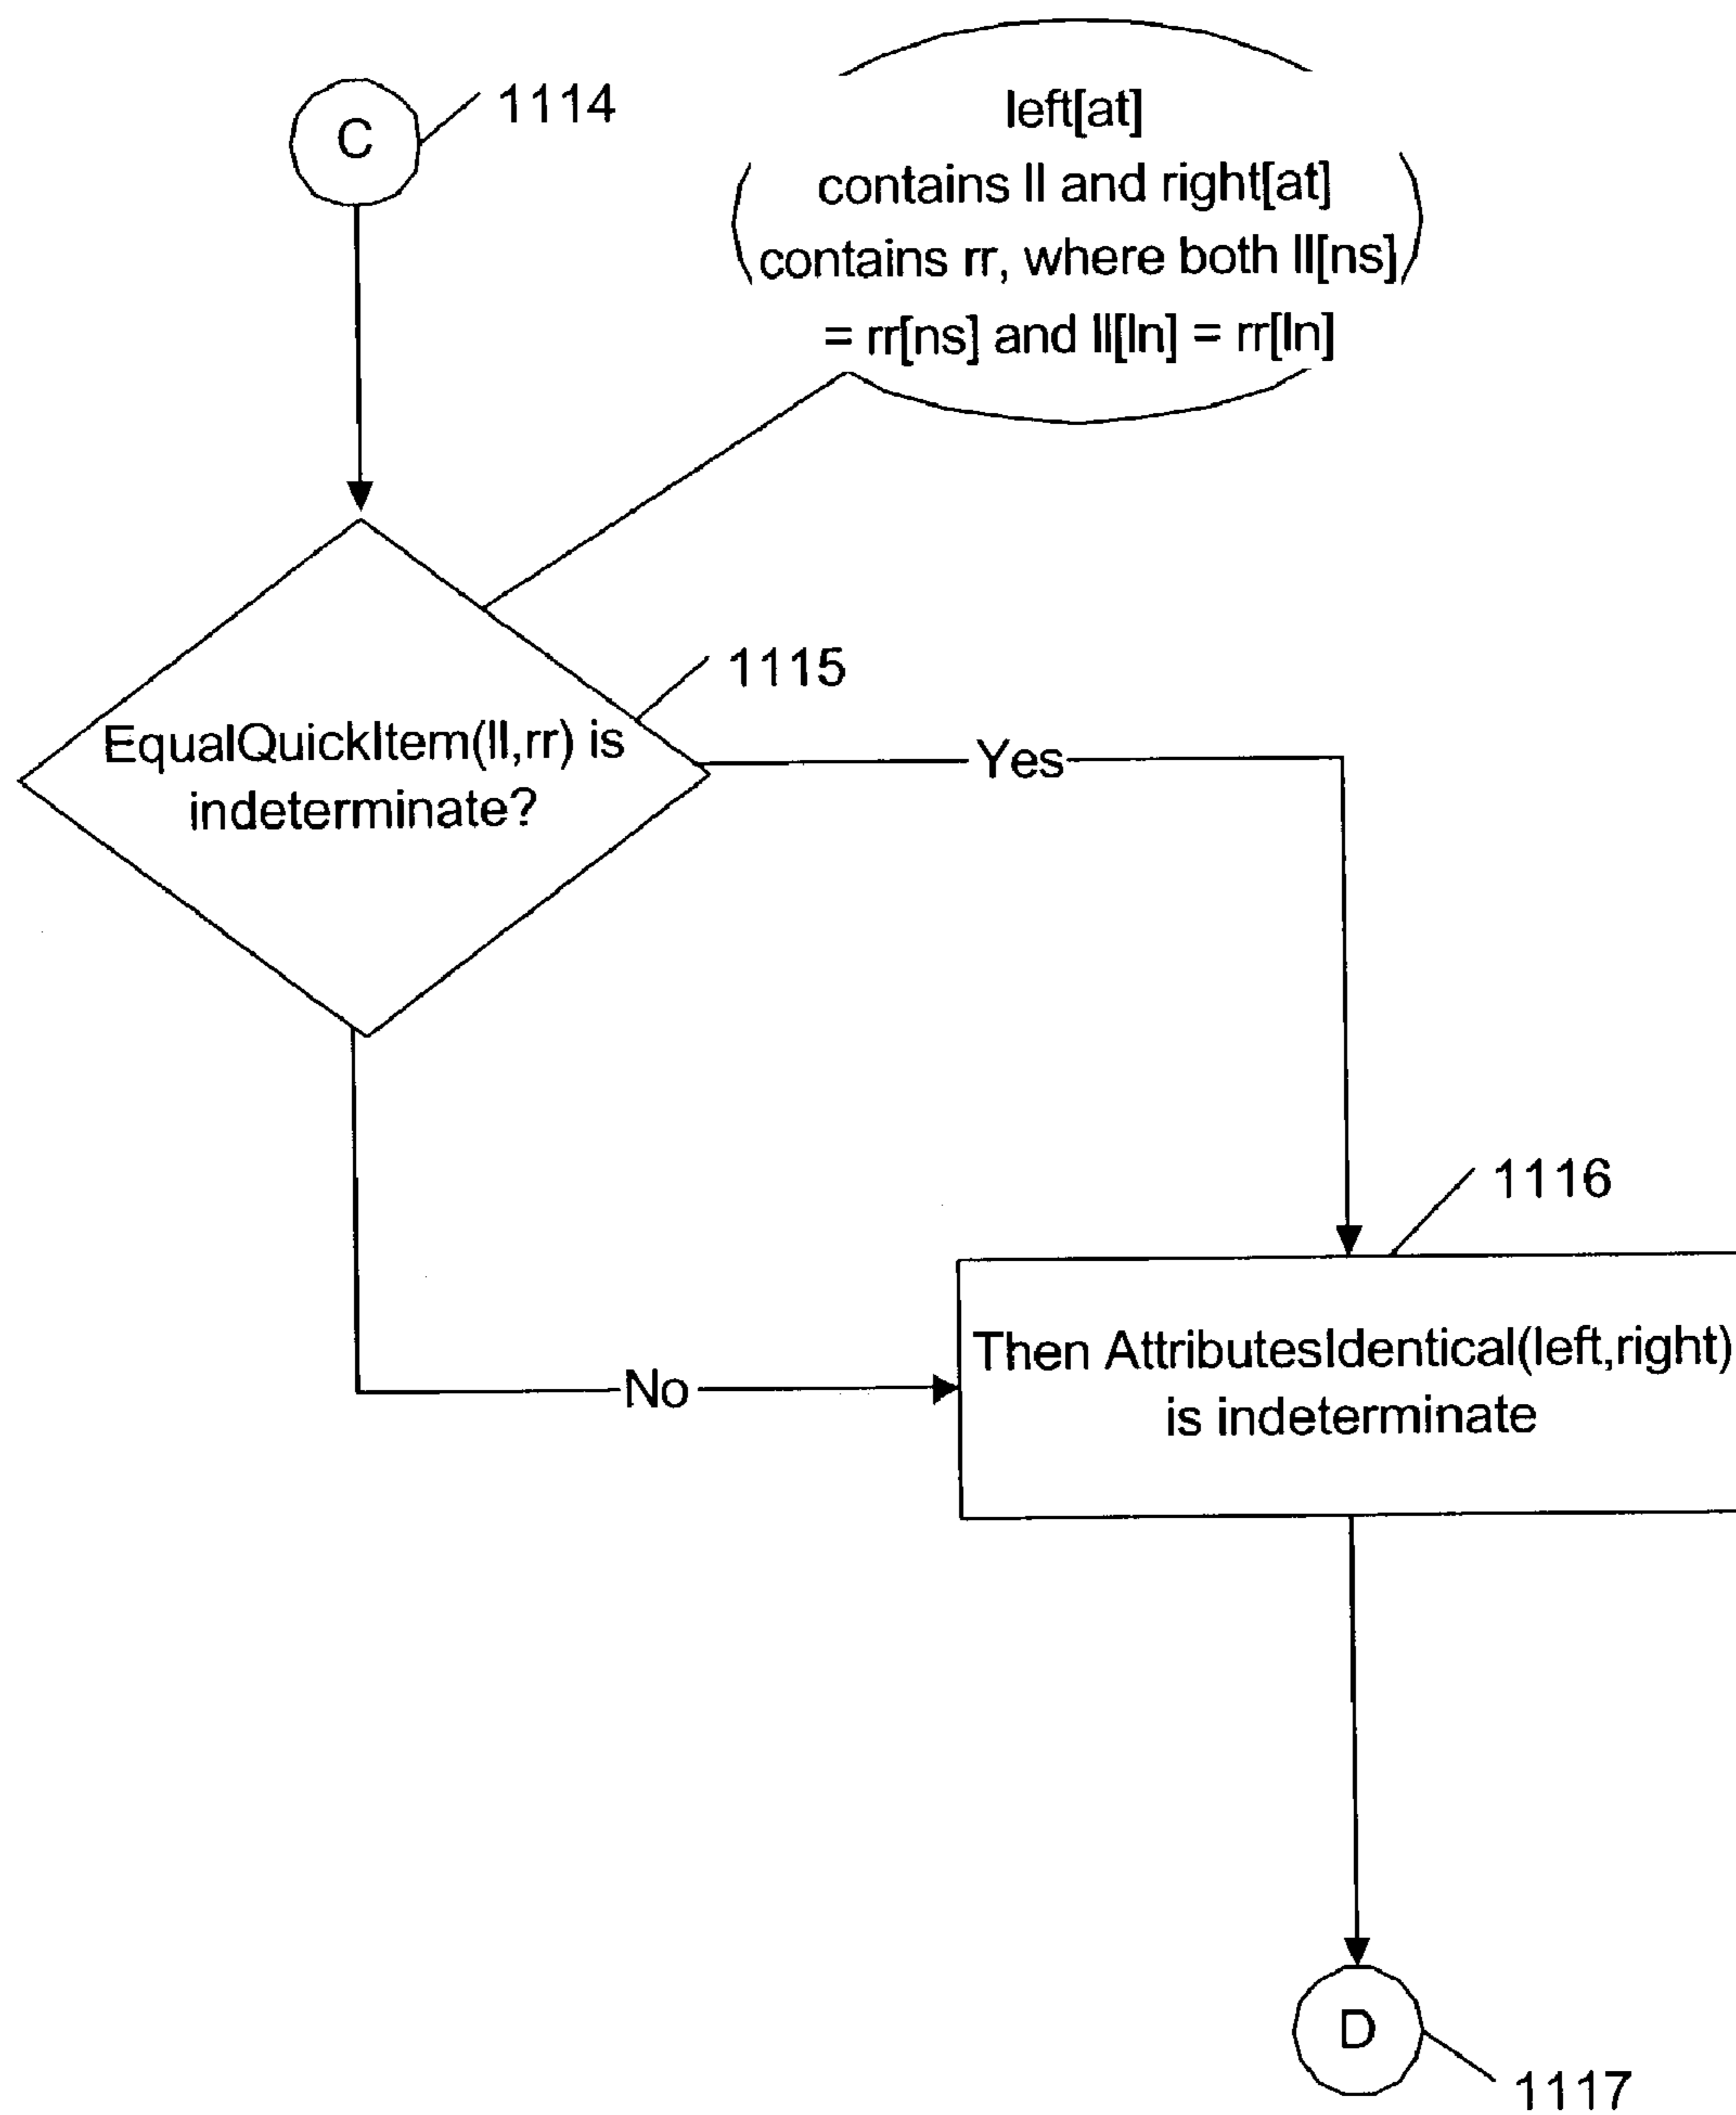 C
1114
left[at]
contains ll and right[at]
contains rr, where both ll[ns]
= rr[ns] and ll[ln] = rr[ln]
1115
EqualQuickItem(ll,rr) is
indeterminate?
Yes
1116
Then AttributesIdentical(left,right)
is indeterminate
No
D
1117